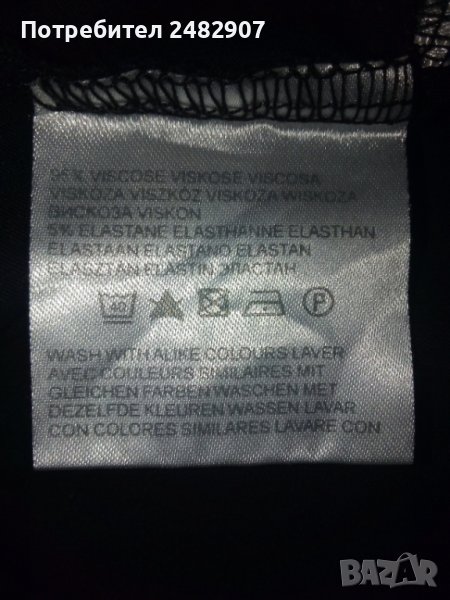 Потребител 2482907
95% VISCOSE VISKOSE VISCOSA
VISKOZA VISZKÓZ VISKOZA WISKOZA
ВИСКОЗА VISKON
5% ELASTANE ELASTHANNE ELASTHAN
ELASTAAN ELASTANO ELASTAN
ELASZTÁN ELASTIN ЭЛАСТАН
40 P
WASH WITH ALIKE COLOURS LAVER
AVEC COULEURS SIMILAIRES MIT
GLEICHEN FARBEN WASCHEN MET
DEZELFDE KLEUREN WASSEN LAVAR
CON COLORES SIMILARES LAVARE CON
BAZAR